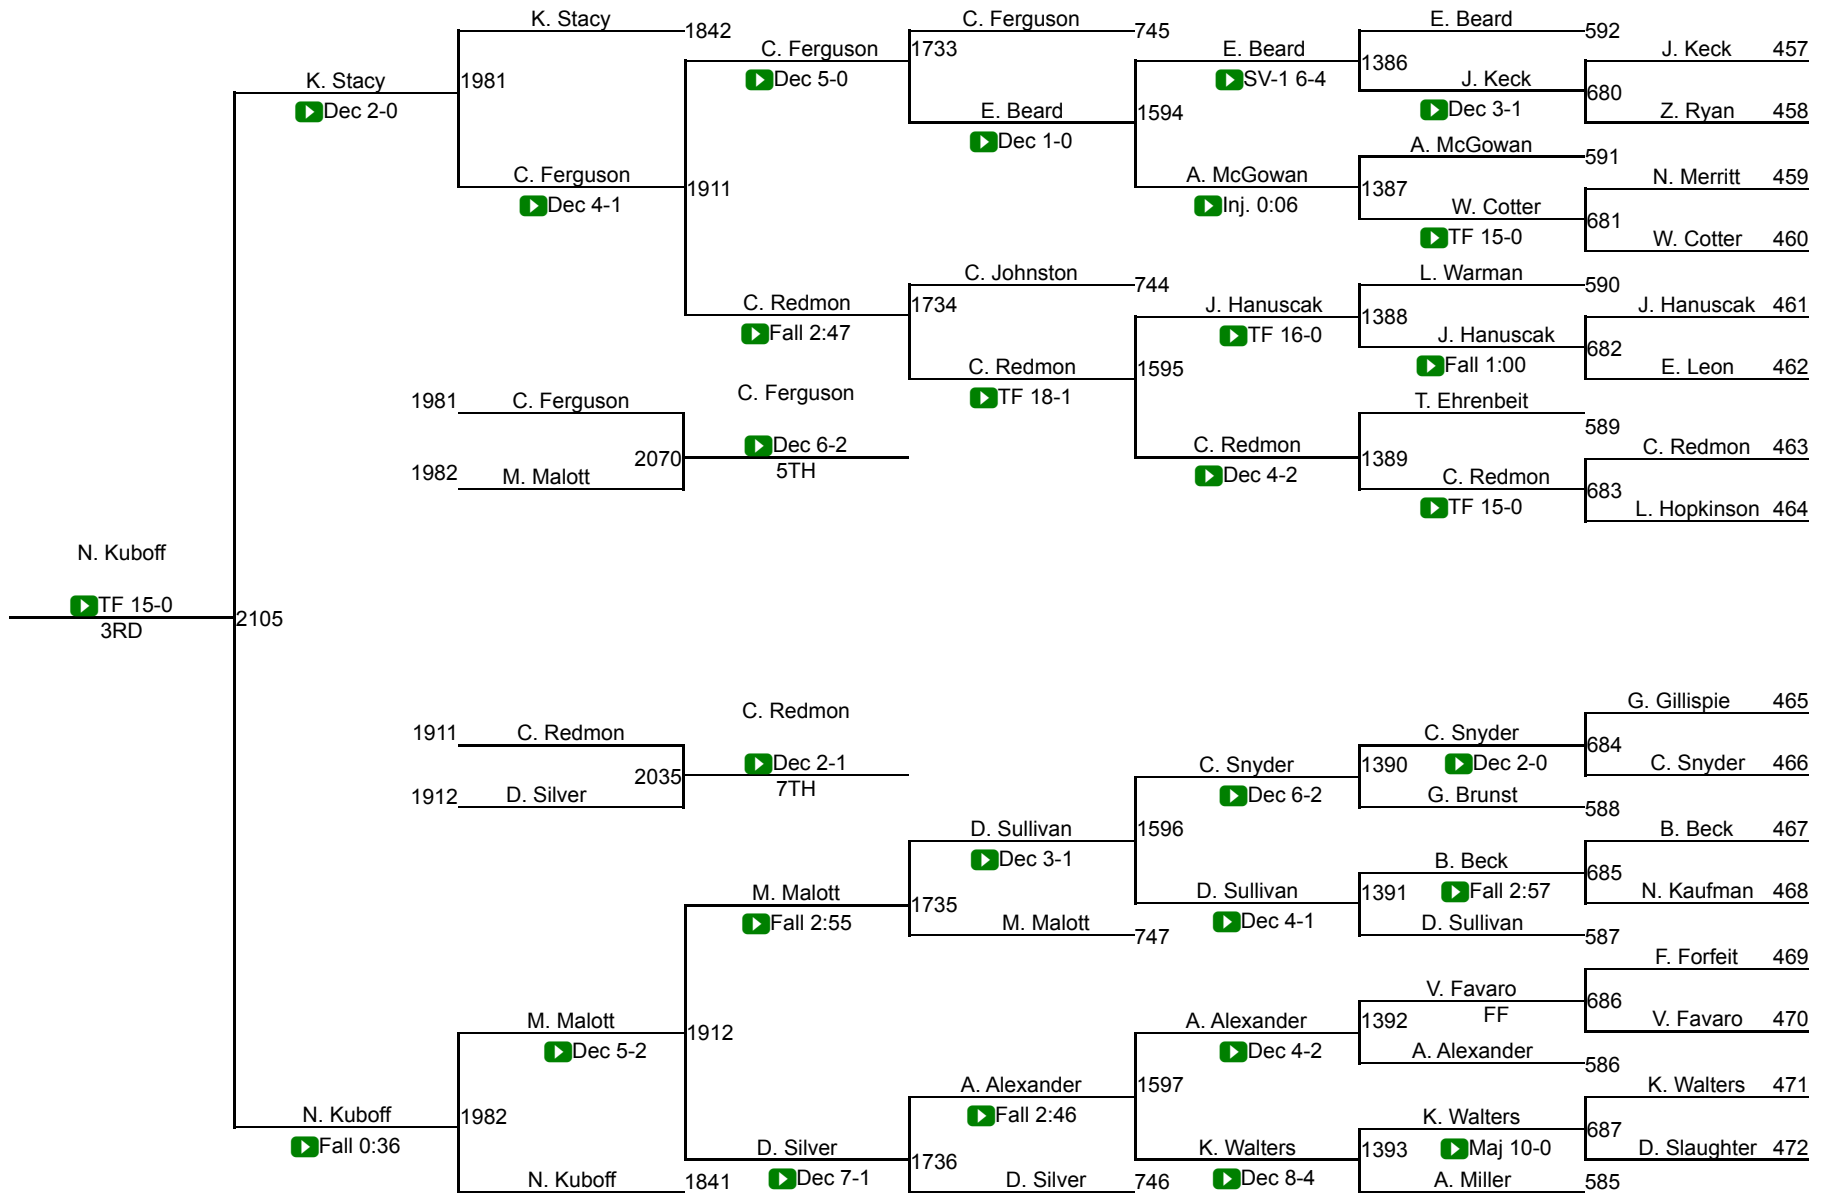 K. Stacy
C. Ferguson
E. Beard
1842
745
592
C. Ferguson
1733
E. Beard
J. Keck 457
K. Stacy
1981
Dec 5-0
SV-1 6-4
1386
J. Keck
680
Dec 2-0
E. Beard
1594
Dec 3-1
Z. Ryan 458
Dec 1-0
A. McGowan
591
C. Ferguson
1911
A. McGowan
1387
N. Merritt 459
Dec 4-1
Inj. 0:06
W. Cotter
681
TF 15-0
W. Cotter 460
C. Johnston
744
L. Warman
590
C. Redmon
1734
J. Hanuscak
1388
J. Hanuscak 461
Fall 2:47
TF 16-0
J. Hanuscak
682
C. Redmon
1595
Fall 1:00
E. Leon 462
1981 C. Ferguson
C. Ferguson
TF 18-1
T. Ehrenbeit
589
Dec 6-2
C. Redmon
1389
C. Redmon 463
2070
5TH
Dec 4-2
1982 M. Malott
C. Redmon
683
TF 15-0
L. Hopkinson 464
N. Kuboff
TF 15-0
2105
3RD
G. Gillispie 465
C. Redmon
1911 C. Redmon
C. Snyder
684
2035
Dec 2-1
C. Snyder
1390
Dec 2-0
C. Snyder 466
7TH
1912 D. Silver
Dec 6-2
G. Brunst
588
D. Sullivan
1596
B. Beck 467
Dec 3-1
B. Beck
685
M. Malott
1735
D. Sullivan
1391
Fall 2:57
N. Kaufman 468
Fall 2:55
M. Malott
747
Dec 4-1
D. Sullivan
587
F. Forfeit 469
V. Favaro
686
M. Malott
1912
A. Alexander
1392
FF
V. Favaro 470
Dec 5-2
Dec 4-2
A. Alexander
586
A. Alexander
1597
K. Walters 471
N. Kuboff
1982
Fall 2:46
K. Walters
687
Fall 0:36
D. Silver
1736
K. Walters
1393
Maj 10-0
D. Slaughter 472
N. Kuboff
1841
Dec 7-1
D. Silver
746
Dec 8-4
A. Miller
585